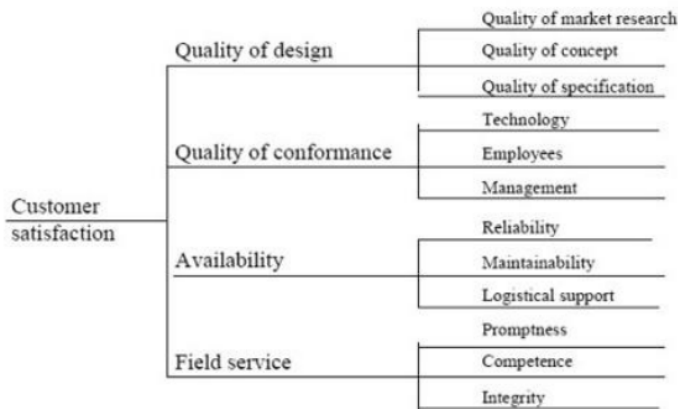 Quality of market research
Quality of design
Quality of concept
Quality of specification
Technology
Quality of conformance
Employees
Management
Customer
satisfaction
Reliability
Availability
Maintainability
Logistical support
Promptness
Field service
Competence
Integrity